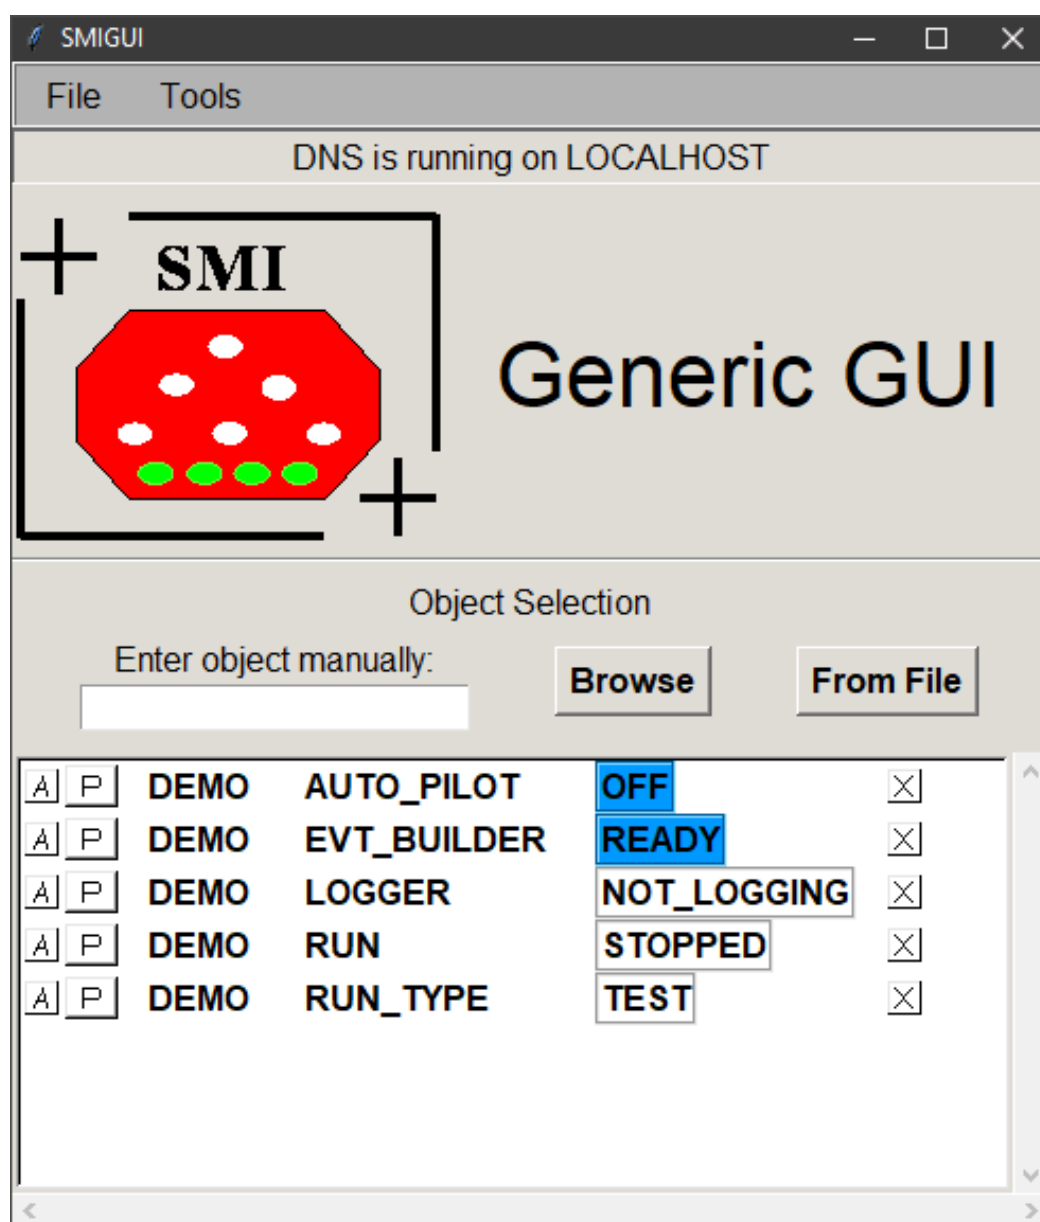 SMIGUI
File Tools
DNS is running on LOCALHOST
SMI
Generic GUI
Object Selection
Enter object manually:
Browse From File
A P DEMO AUTO_PILOT OFF X
A P DEMO EVT_BUILDER READY X
A P DEMO LOGGER NOT_LOGGING X
A P DEMO RUN STOPPED X
A P DEMO RUN_TYPE TEST X